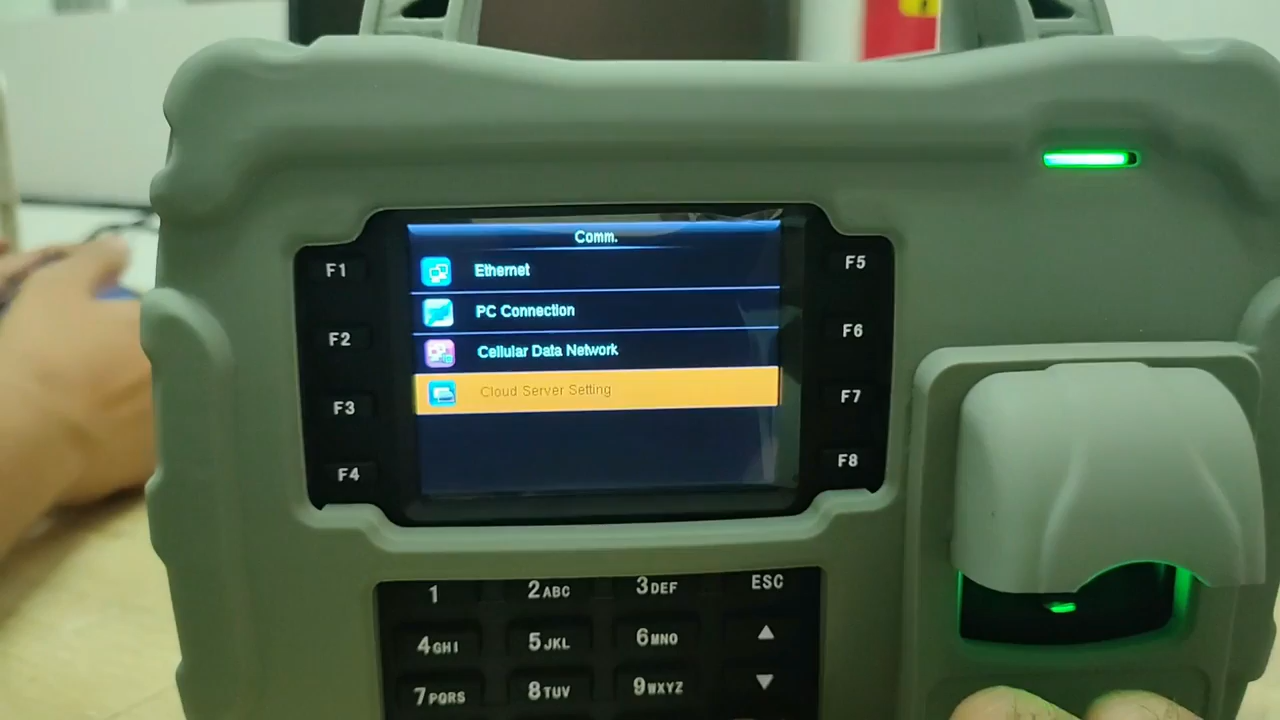 Comm.
Ethernet
PC Connection
Cellular Data Network
Cloud Server Setting
F1
F2
F3
F4
F5
F6
F7
F8
1
2ABC
3DEF
ESC
4GHI
5JKL
6MNO
▲
7PQRS
8TUV
9WXYZ
▼